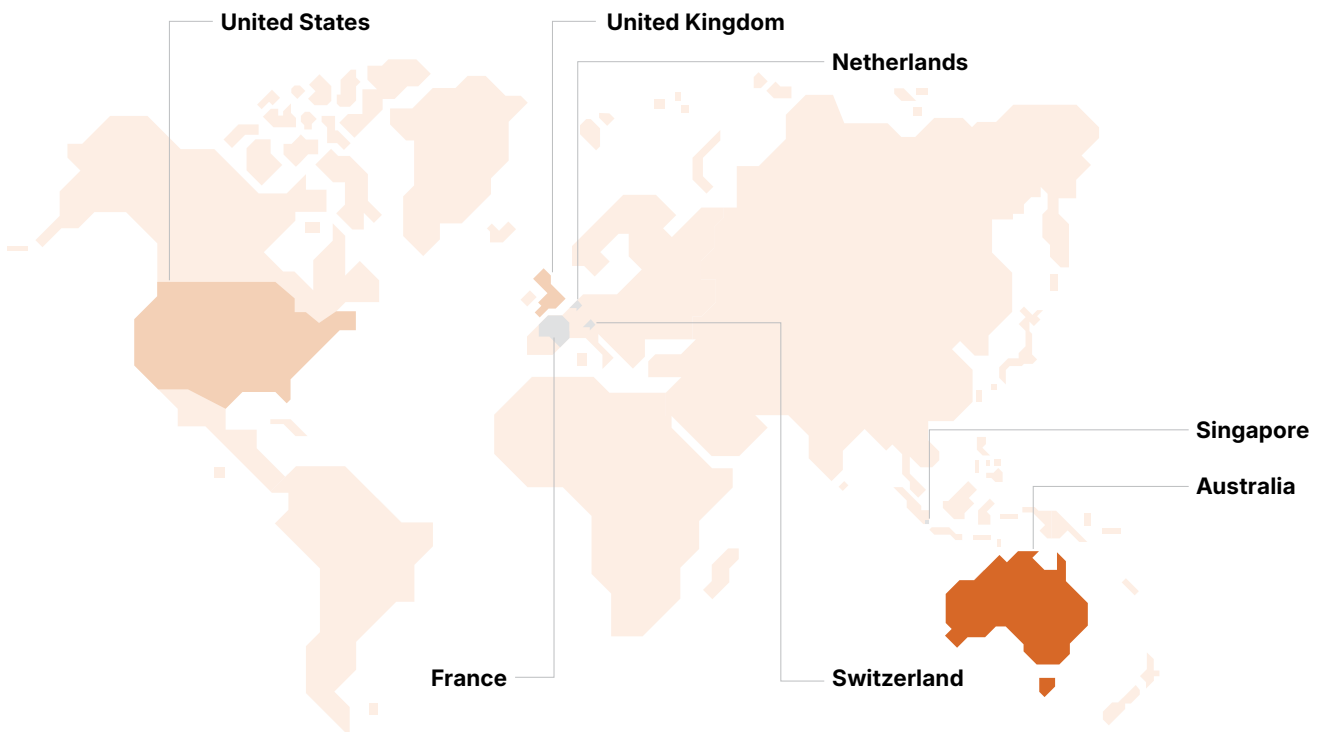 United States
United Kingdom
Netherlands
Singapore
Australia
France
Switzerland